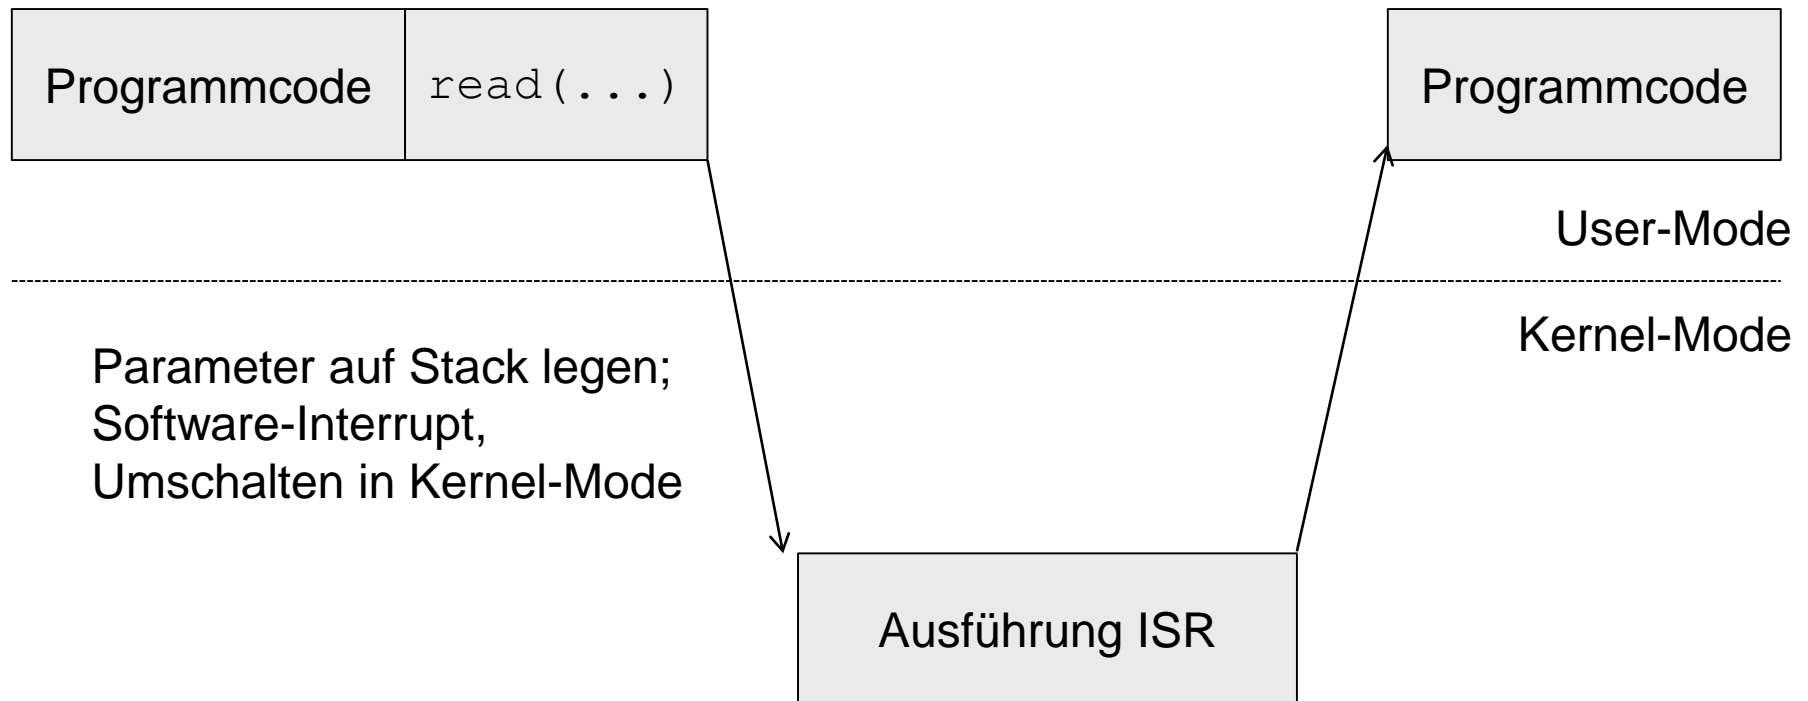 Programmcode
read(...)
Programmcode
User-Mode
Kernel-Mode
Parameter auf Stack legen;
Software-Interrupt,
Umschalten in Kernel-Mode
Ausführung ISR